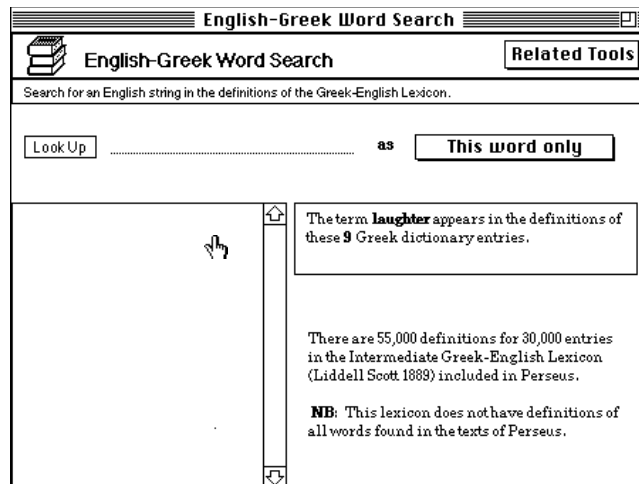 English-Greek Word Search
English-Greek Word Search
Related Tools
Search for an English string in the definitions of the Greek-English Lexicon.
Look Up
as
This word only
The term laughter appears in the definitions of
these 9 Greek dictionary entries.
There are 55,000 definitions for 30,000 entries
in the Intermediate Greek-English Lexicon
(Liddell Scott 1889) included in Perseus.
NB: This lexicon does not have definitions of
all words found in the texts of Perseus.